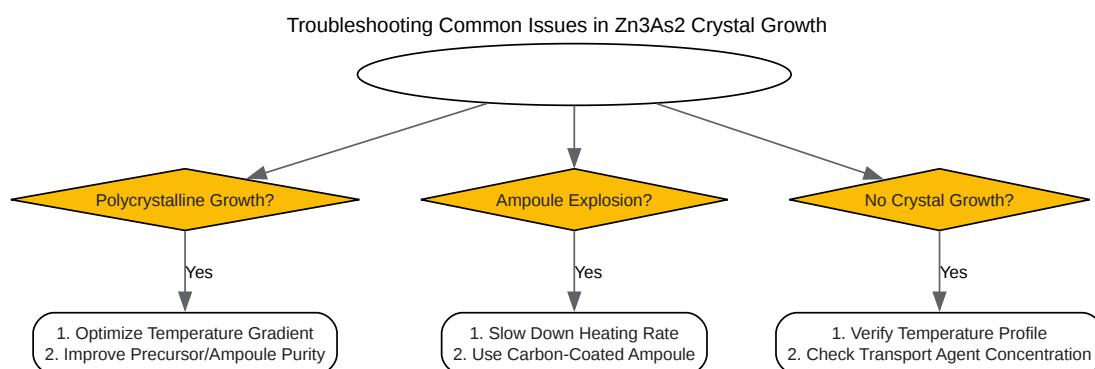 Troubleshooting Common Issues in Zn3As2 Crystal Growth
Polycrystalline Growth?
Ampoule Explosion?
No Crystal Growth?
Yes
Yes
Yes
1. Optimize Temperature Gradient
2. Improve Precursor/Ampoule Purity
1. Slow Down Heating Rate
2. Use Carbon-Coated Ampoule
1. Verify Temperature Profile
2. Check Transport Agent Concentration